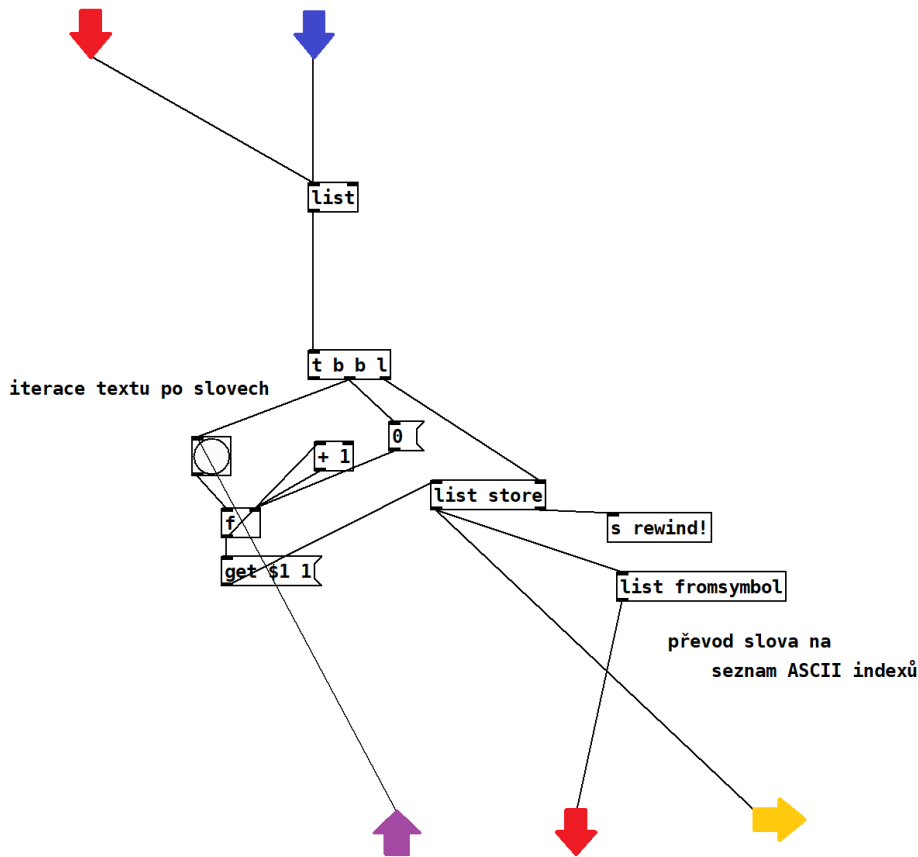 list
t b b l
iterace textu po slovech
0
+ 1
list store
f
s rewind!
get $1 1
list fromsymbol
převod slova na
seznam ASCII indexů